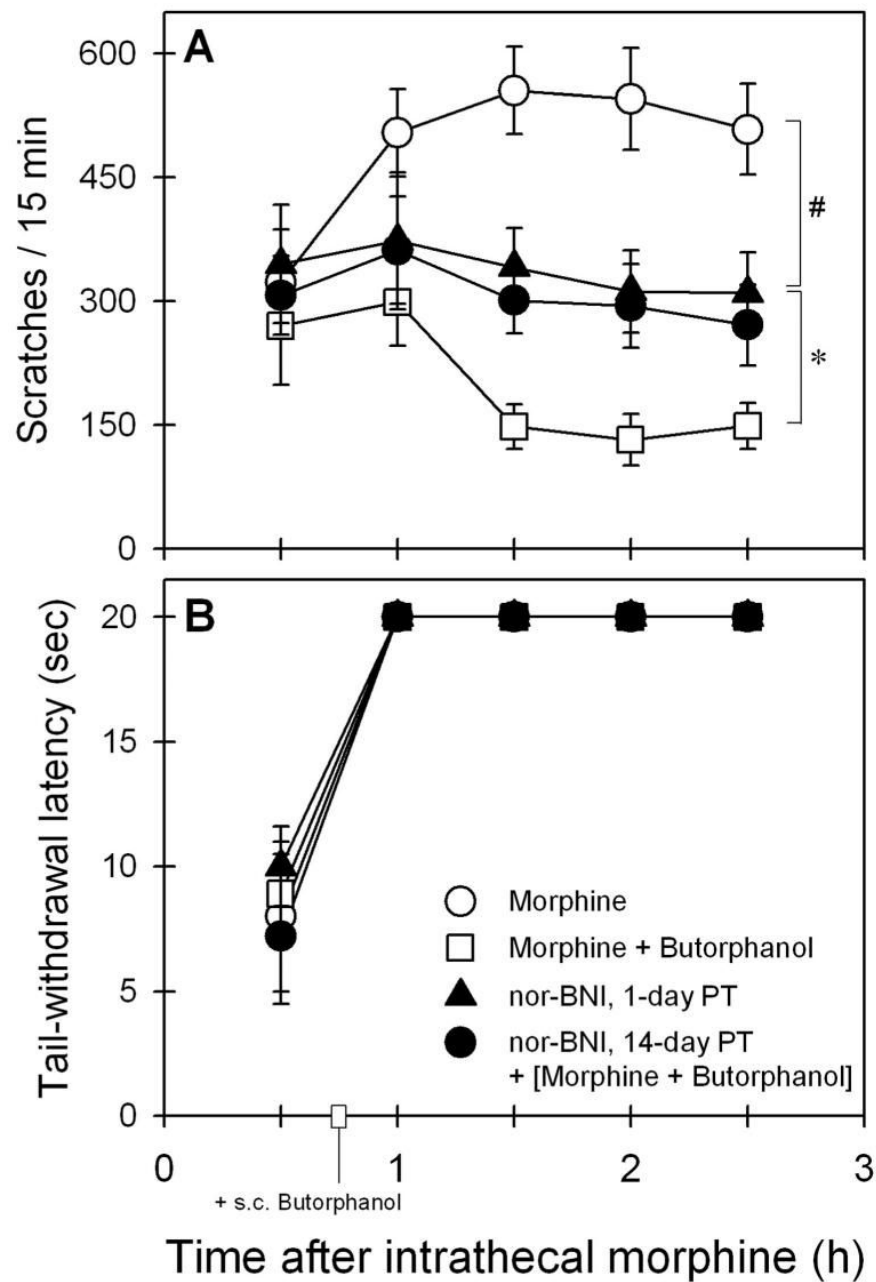 A
Scratches / 15 min
600
450
300
150
0
#
*
B
Tail-withdrawal latency (sec)
20
15
10
5
0
Morphine
Morphine + Butorphanol
nor-BNI, 1-day PT
nor-BNI, 14-day PT
+ [Morphine + Butorphanol]
0 1 2 3
+ s.c. Butorphanol
Time after intrathecal morphine (h)